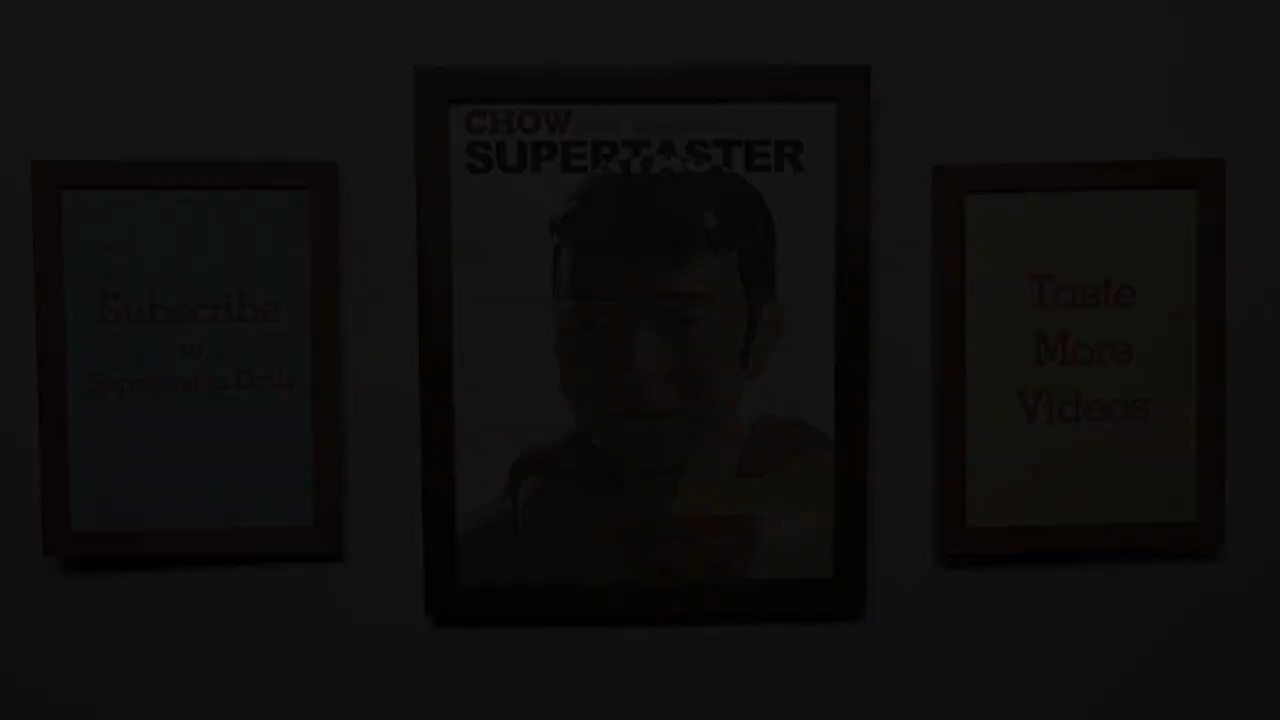 Subscribe
to
Supertaster Daily
CHOW
SUPERTASTER
Taste
More
Videos